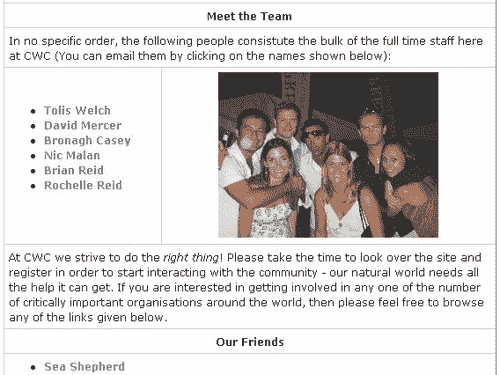 Meet the Team
In no specific order, the following people consistute the bulk of the full time staff here
at CWC (You can email them by clicking on the names shown below):
Tolis Welch
David Mercer
Bronagh Casey
Nic Malan
Brian Reid
Rochelle Reid
At CWC we strive to do the right thing! Please take the time to look over the site and
register in order to start interacting with the community - our natural world needs all
the help it can get. If you are interested in getting involved in any one of the number
of critically important organisations around the world, then please feel free to browse
any of the links given below.
Our Friends
Sea Shepherd